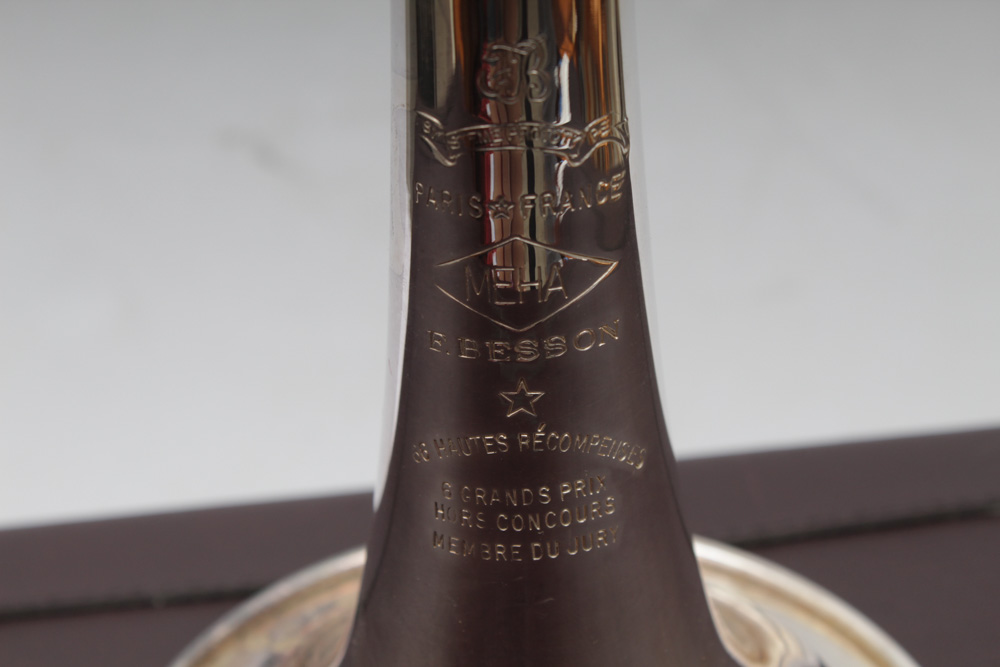 PARIS ★ FRANCE
MEHA
F. BESSON
HAUTES RÉCOMPENSES
GRANDS PRIX
HORS CONCOURS
MEMBRE DU JURY